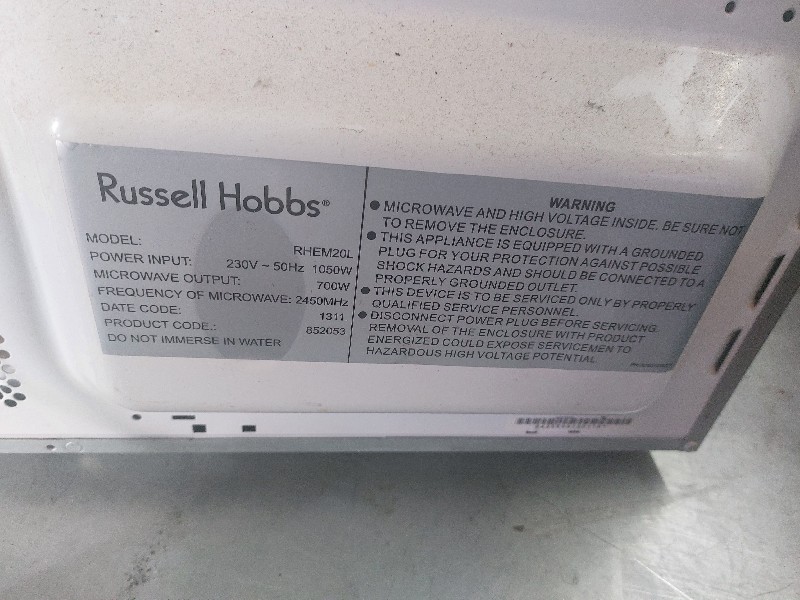 Russell Hobbs®
MODEL: RHEM20L
POWER INPUT: 230V ~ 50Hz 1050W
MICROWAVE OUTPUT: 700W
FREQUENCY OF MICROWAVE: 2450MHz
DATE CODE: 1311
PRODUCT CODE.: 852053
DO NOT IMMERSE IN WATER
WARNING
● MICROWAVE AND HIGH VOLTAGE INSIDE. BE SURE NOT
TO REMOVE THE ENCLOSURE.
● THIS APPLIANCE IS EQUIPPED WITH A GROUNDED
PLUG FOR YOUR PROTECTION AGAINST POSSIBLE
SHOCK HAZARDS AND SHOULD BE CONNECTED TO A
PROPERLY GROUNDED OUTLET.
● THIS DEVICE IS TO BE SERVICED ONLY BY PROPERLY
QUALIFIED SERVICE PERSONNEL.
● DISCONNECT POWER PLUG BEFORE SERVICING.
REMOVAL OF THE ENCLOSURE WITH PRODUCT
ENERGIZED COULD EXPOSE SERVICEMEN TO
HAZARDOUS HIGH VOLTAGE POTENTIAL